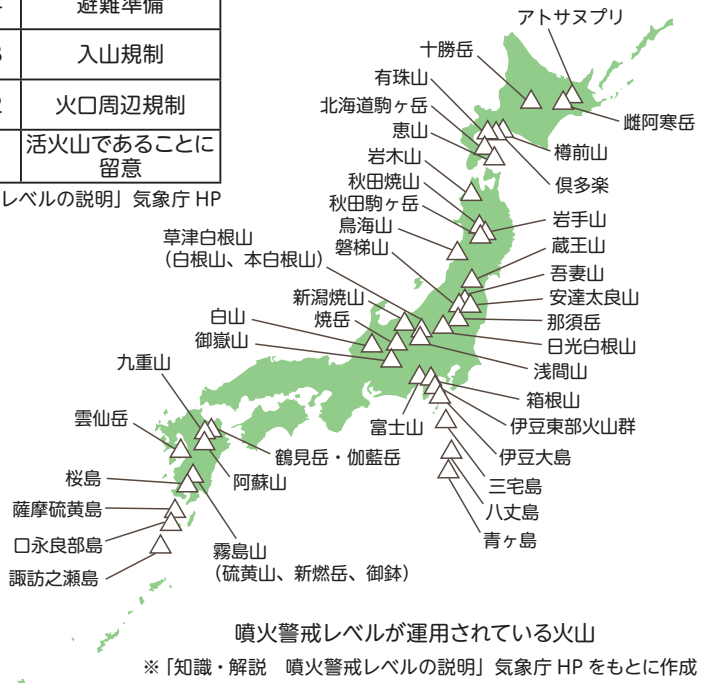 避難準備
入山規制
火口周辺規制
活火山であることに
留意
レベルの説明」気象庁 HP
アトサヌプリ
十勝岳
有珠山
北海道駒ヶ岳
恵山
岩木山
秋田焼山
秋田駒ヶ岳
鳥海山
磐梯山
草津白根山
（白根山、本白根山）
新潟焼山
焼岳
白山
御嶽山
九重山
雲仙岳
桜島
薩摩硫黄島
口永良部島
諏訪之瀬島
雌阿寒岳
樽前山
倶多楽
岩手山
蔵王山
吾妻山
安達太良山
那須岳
日光白根山
浅間山
箱根山
富士山
伊豆東部火山群
伊豆大島
三宅島
八丈島
青ヶ島
鶴見岳・伽藍岳
阿蘇山
霧島山
（硫黄山、新燃岳、御鉢）
噴火警戒レベルが運用されている火山
※「知識・解説　噴火警戒レベルの説明」気象庁 HP をもとに作成